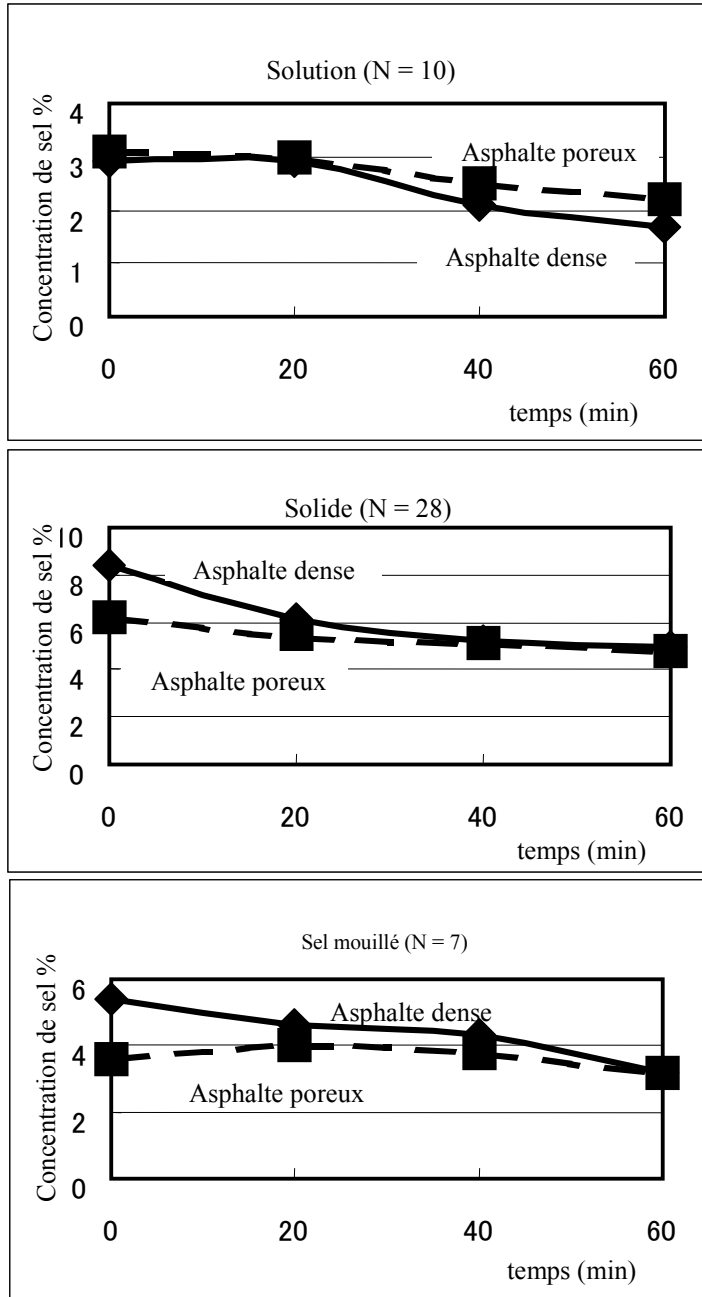 Solution (N = 10)
Concentration de sel %
4
3
2
1
0
Asphalte poreux
Asphalte dense
0 20 40 60
temps (min)
Solide (N = 28)
Concentration de sel %
10
8
6
4
2
0
Asphalte dense
Asphalte poreux
0 20 40 60
temps (min)
Sel mouillé (N = 7)
Concentration de sel %
6
4
2
0
Asphalte dense
Asphalte poreux
0 20 40 60
temps (min)